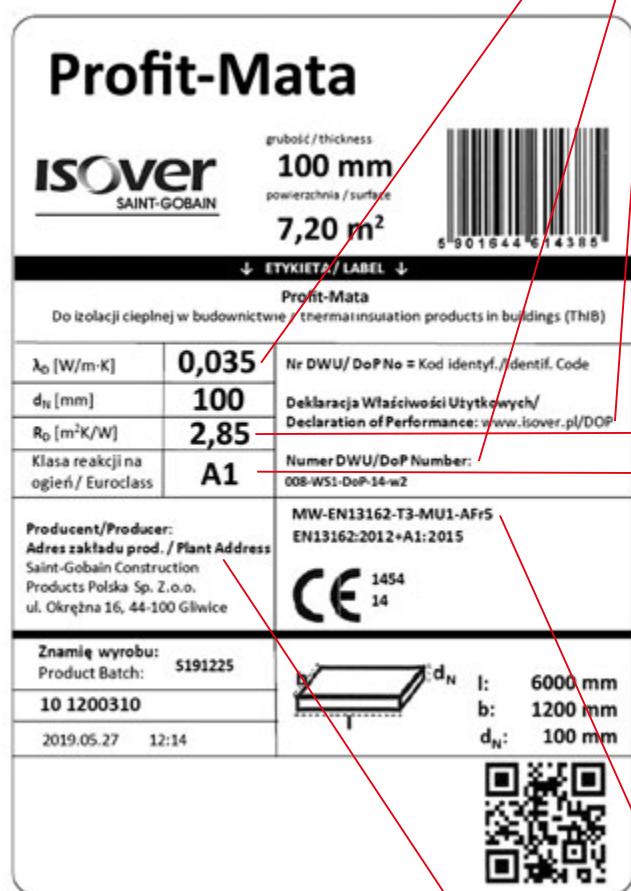 Profit-Mata
grubość / thickness
100 mm
isover
SAINT-GOBAIN
powierzchnia / surface
7,20 m²
5 901644 614385
↓ ETYKIETA / LABEL ↓
Profit-Mata
Do izolacji cieplnej w budownictwie / thermal insulation products in buildings (ThIB)
λD [W/m·K] 0,035
dN [mm] 100
RD [m²K/W] 2,85
Klasa reakcji na
ogień / Euroclass A1
Nr DWU/ DoP No = Kod identyf./Identif. Code
Deklaracja Właściwości Użytkowych/
Declaration of Performance: www.isover.pl/DOP
Numer DWU/DoP Number:
008-WS1-DoP-14-w2
Producent/Producer:
Adres zakładu prod. / Plant Address
Saint-Gobain Construction
Products Polska Sp. Z.o.o.
ul. Okrężna 16, 44-100 Gliwice
MW-EN13162-T3-MU1-AFr5
EN13162:2012+A1:2015
CE 1454
14
Znamię wyrobu:
Product Batch: S191225
10 1200310
2019.05.27 12:14
b
dN
l
l: 6000 mm
b: 1200 mm
dN: 100 mm